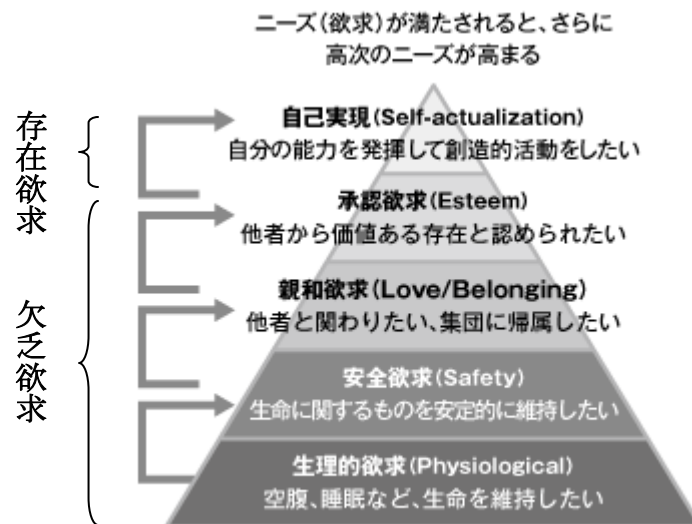 ニーズ(欲求)が満たされると、さらに
高次のニーズが高まる
存在欲求
自己実現(Self-actualization)
自分の能力を発揮して創造的活動をしたい
欠乏欲求
承認欲求(Esteem)
他者から価値ある存在と認められたい
親和欲求(Love/Belonging)
他者と関わりたい、集団に帰属したい
安全欲求(Safety)
生命に関するものを安定的に維持したい
生理的欲求(Physiological)
空腹、睡眠など、生命を維持したい